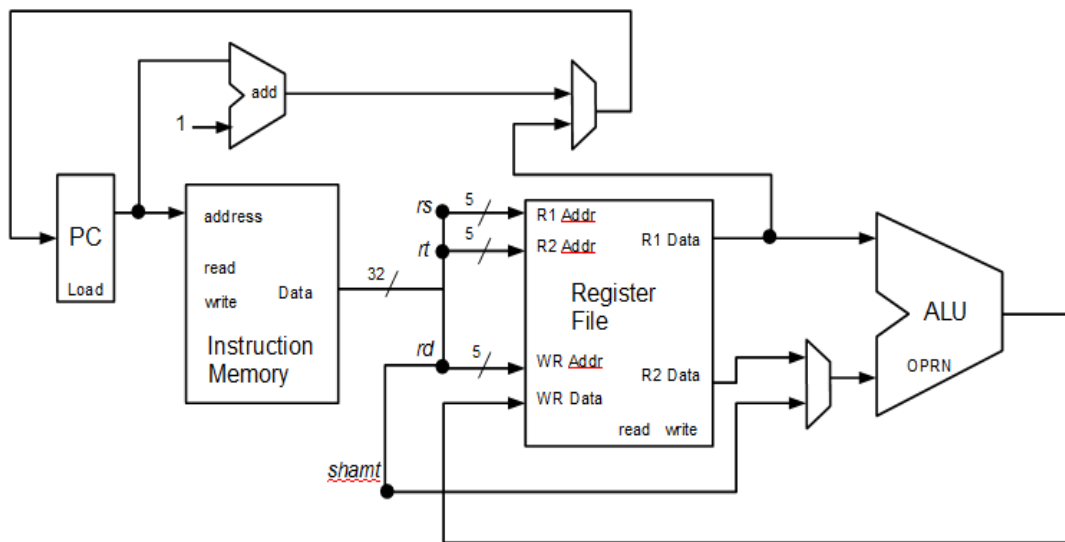 add
1
PC
Load
address
read
write
Data
Instruction
Memory
32
rs
rt
rd
shamt
5
5
5
R1 Addr
R2 Addr
R1 Data
Register
File
WR Addr
WR Data
R2 Data
read write
ALU
OPRN